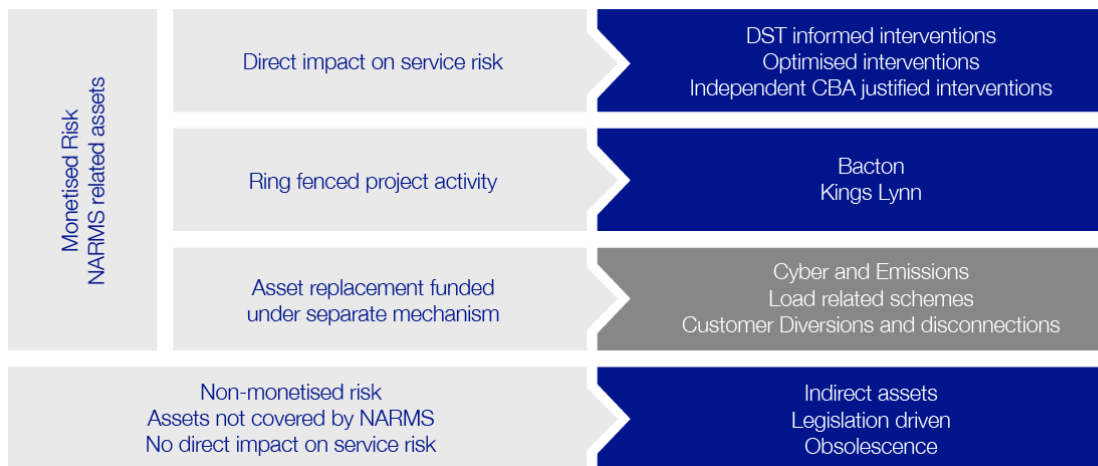 Monetised Risk
NARMS related assets
Direct impact on service risk
DST informed interventions
Optimised interventions
Independent CBA justified interventions
Ring fenced project activity
Bacton
Kings Lynn
Asset replacement funded
under separate mechanism
Cyber and Emissions
Load related schemes
Customer Diversions and disconnections
Non-monetised risk
Assets not covered by NARMS
No direct impact on service risk
Indirect assets
Legislation driven
Obsolescence